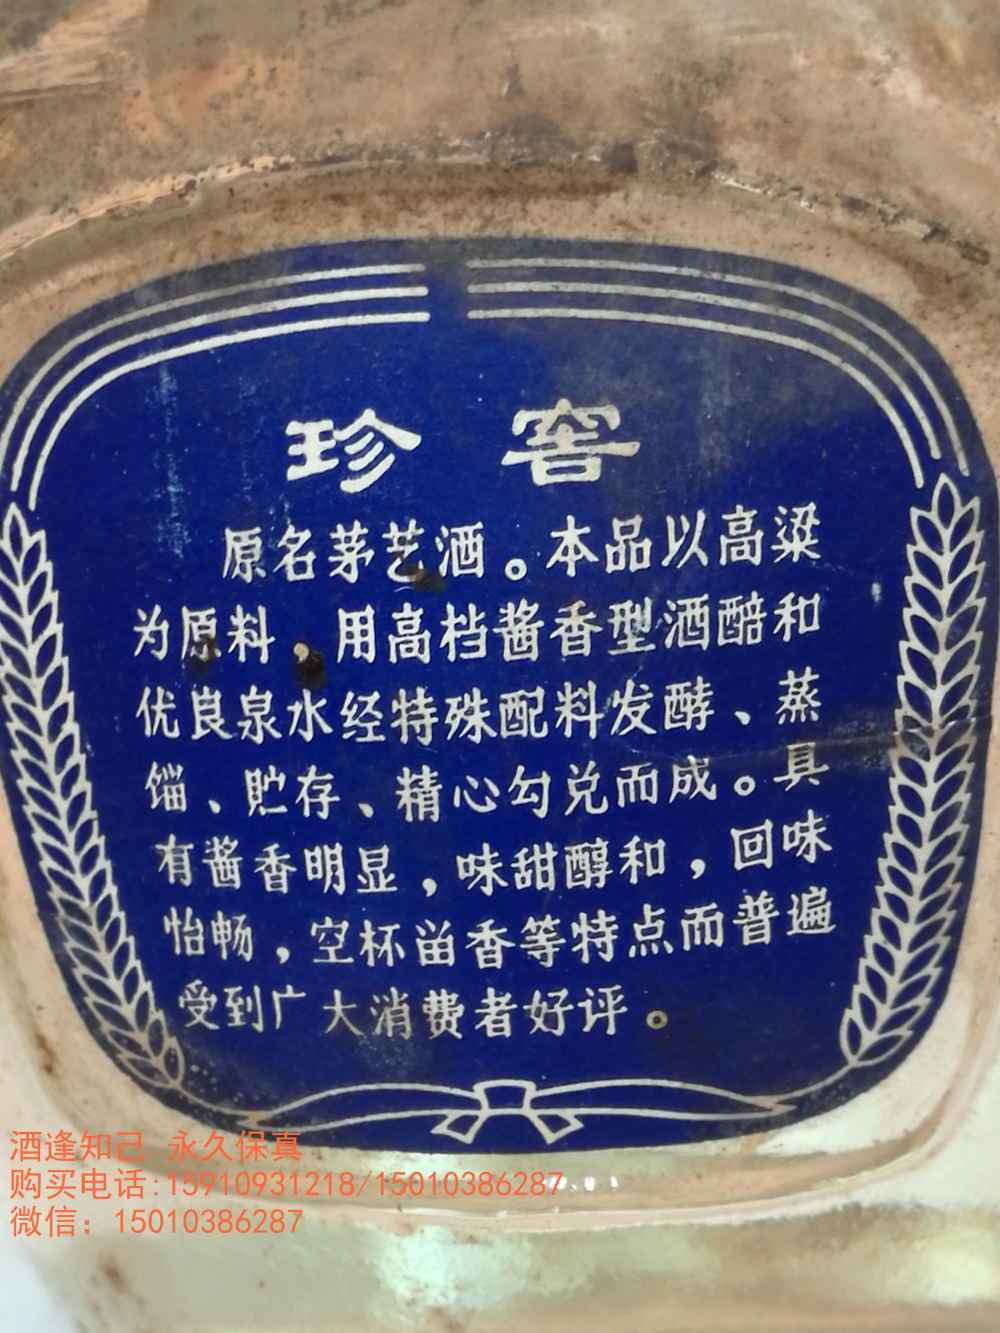 珍窖
原名茅艺酒。本品以高粱
为原料、用高档酱香型酒醅和
优良泉水经特殊配料发酵、蒸
馏、贮存、精心勾兑而成。具
有酱香明显，味甜醇和，回味
怡畅，空杯留香等特点而普遍
受到广大消费者好评。
酒逢知己 永久保真
购买电话:15910931218/15010386287
微信：15010386287